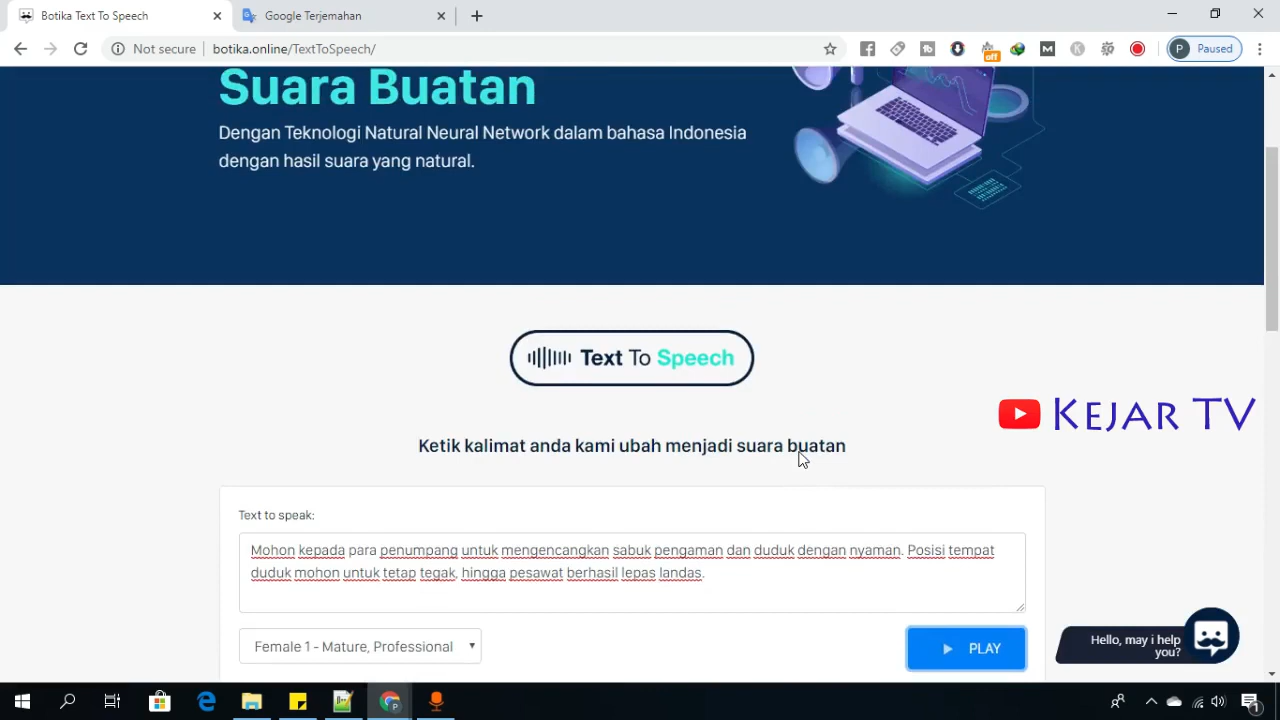 Botika Text To Speech
Google Terjemahan
Not secure
botika.online/TextToSpeech/
off
M
K
P
Paused
Suara Buatan
Dengan Teknologi Natural Neural Network dalam bahasa Indonesia
dengan hasil suara yang natural.
Text To Speech
KEJAR TV
Ketik kalimat anda kami ubah menjadi suara buatan
Text to speak:
Mohon kepada para penumpang untuk mengencangkan sabuk pengaman dan duduk dengan nyaman. Posisi tempat
duduk mohon untuk tetap tegak, hingga pesawat berhasil lepas landas.
Female 1 - Mature, Professional
PLAY
Hello, may i help
you?
P
1